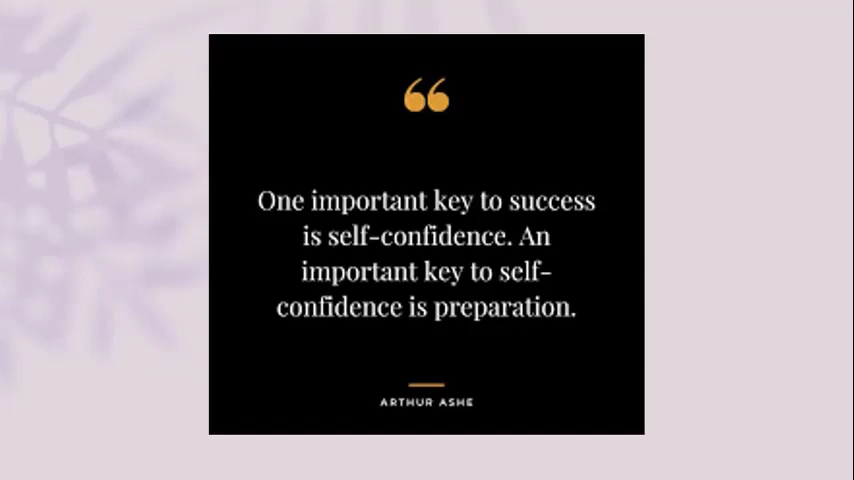 “
One important key to success
is self-confidence. An
important key to self-
confidence is preparation.
ARTHUR ASHE